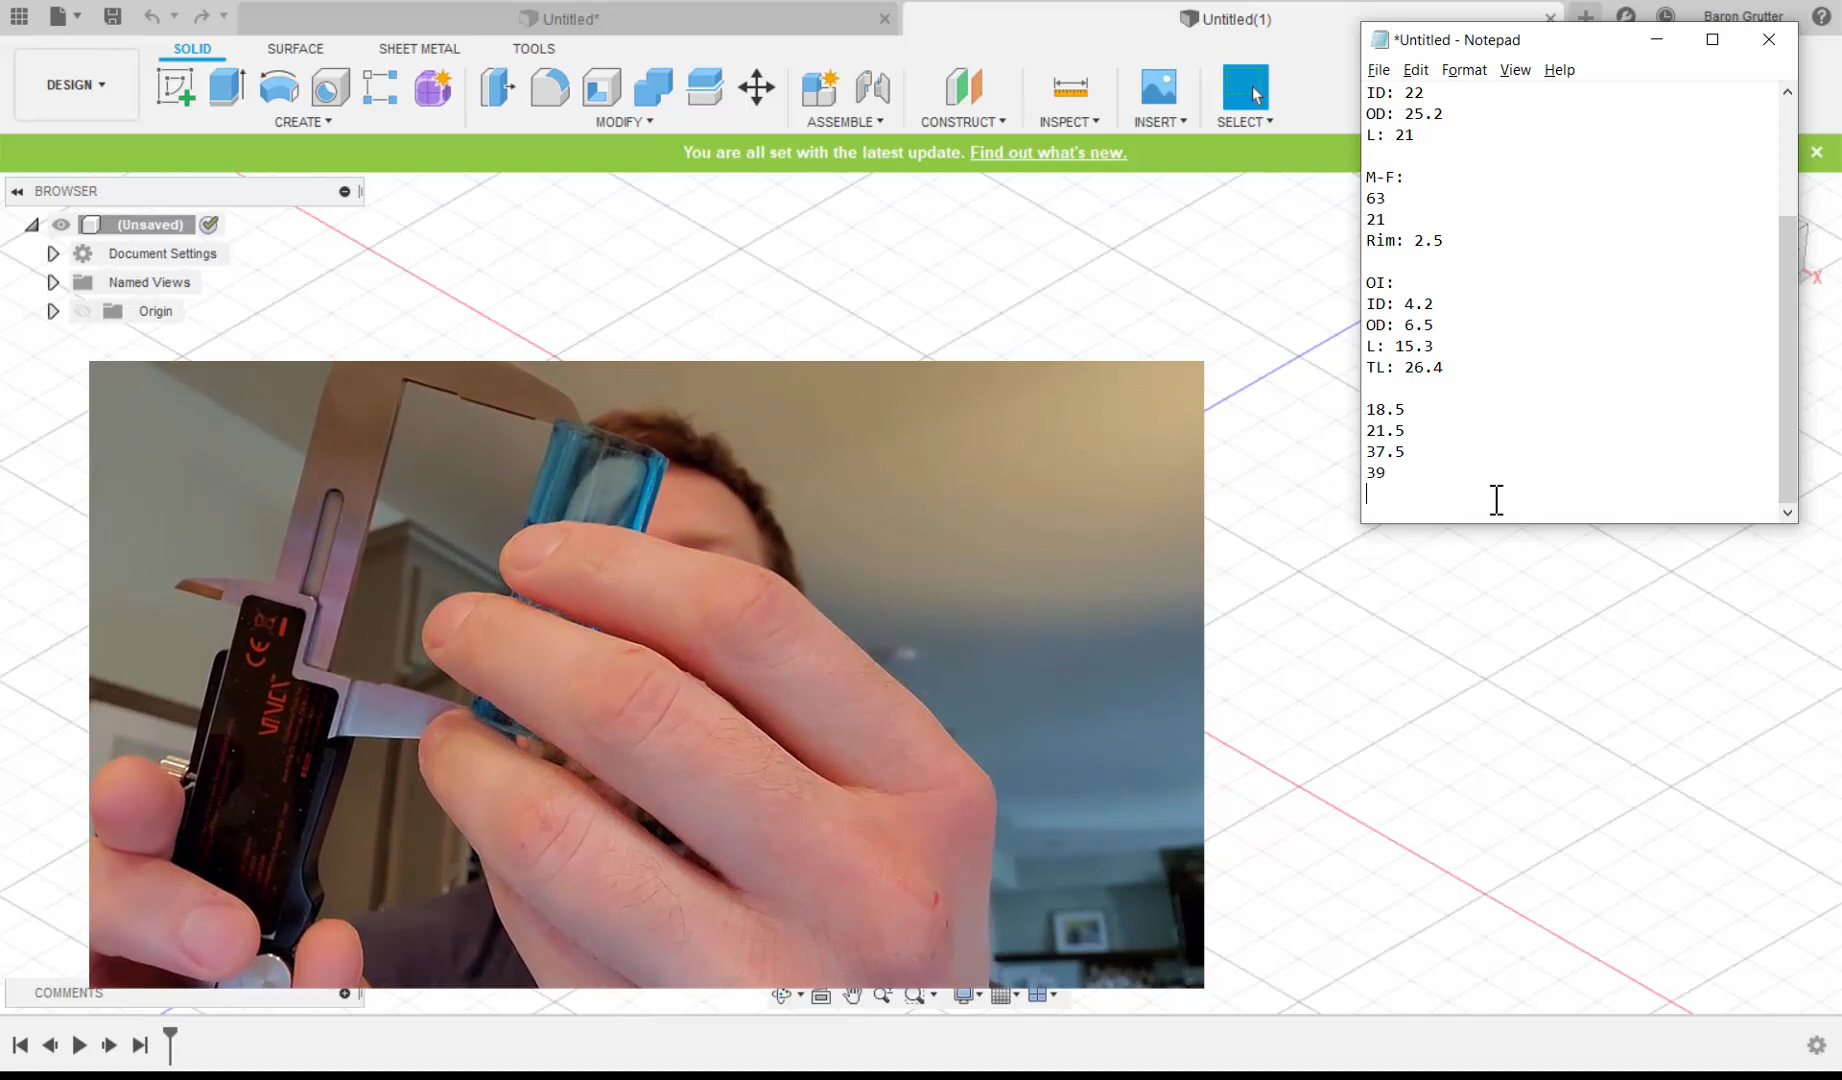 Untitled*
Untitled(1)
Baron Grutter
SOLID
SURFACE
SHEET METAL
TOOLS
DESIGN
CREATE
MODIFY
ASSEMBLE
CONSTRUCT
INSPECT
INSERT
SELECT
You are all set with the latest update. Find out what's new.
BROWSER
(Unsaved)
Document Settings
Named Views
Origin
*Untitled - Notepad
File Edit Format View Help
ID: 22
OD: 25.2
L: 21
M-F:
63
21
Rim: 2.5
OI:
ID: 4.2
OD: 6.5
L: 15.3
TL: 26.4
18.5
21.5
37.5
39
X
CE
COMMENTS